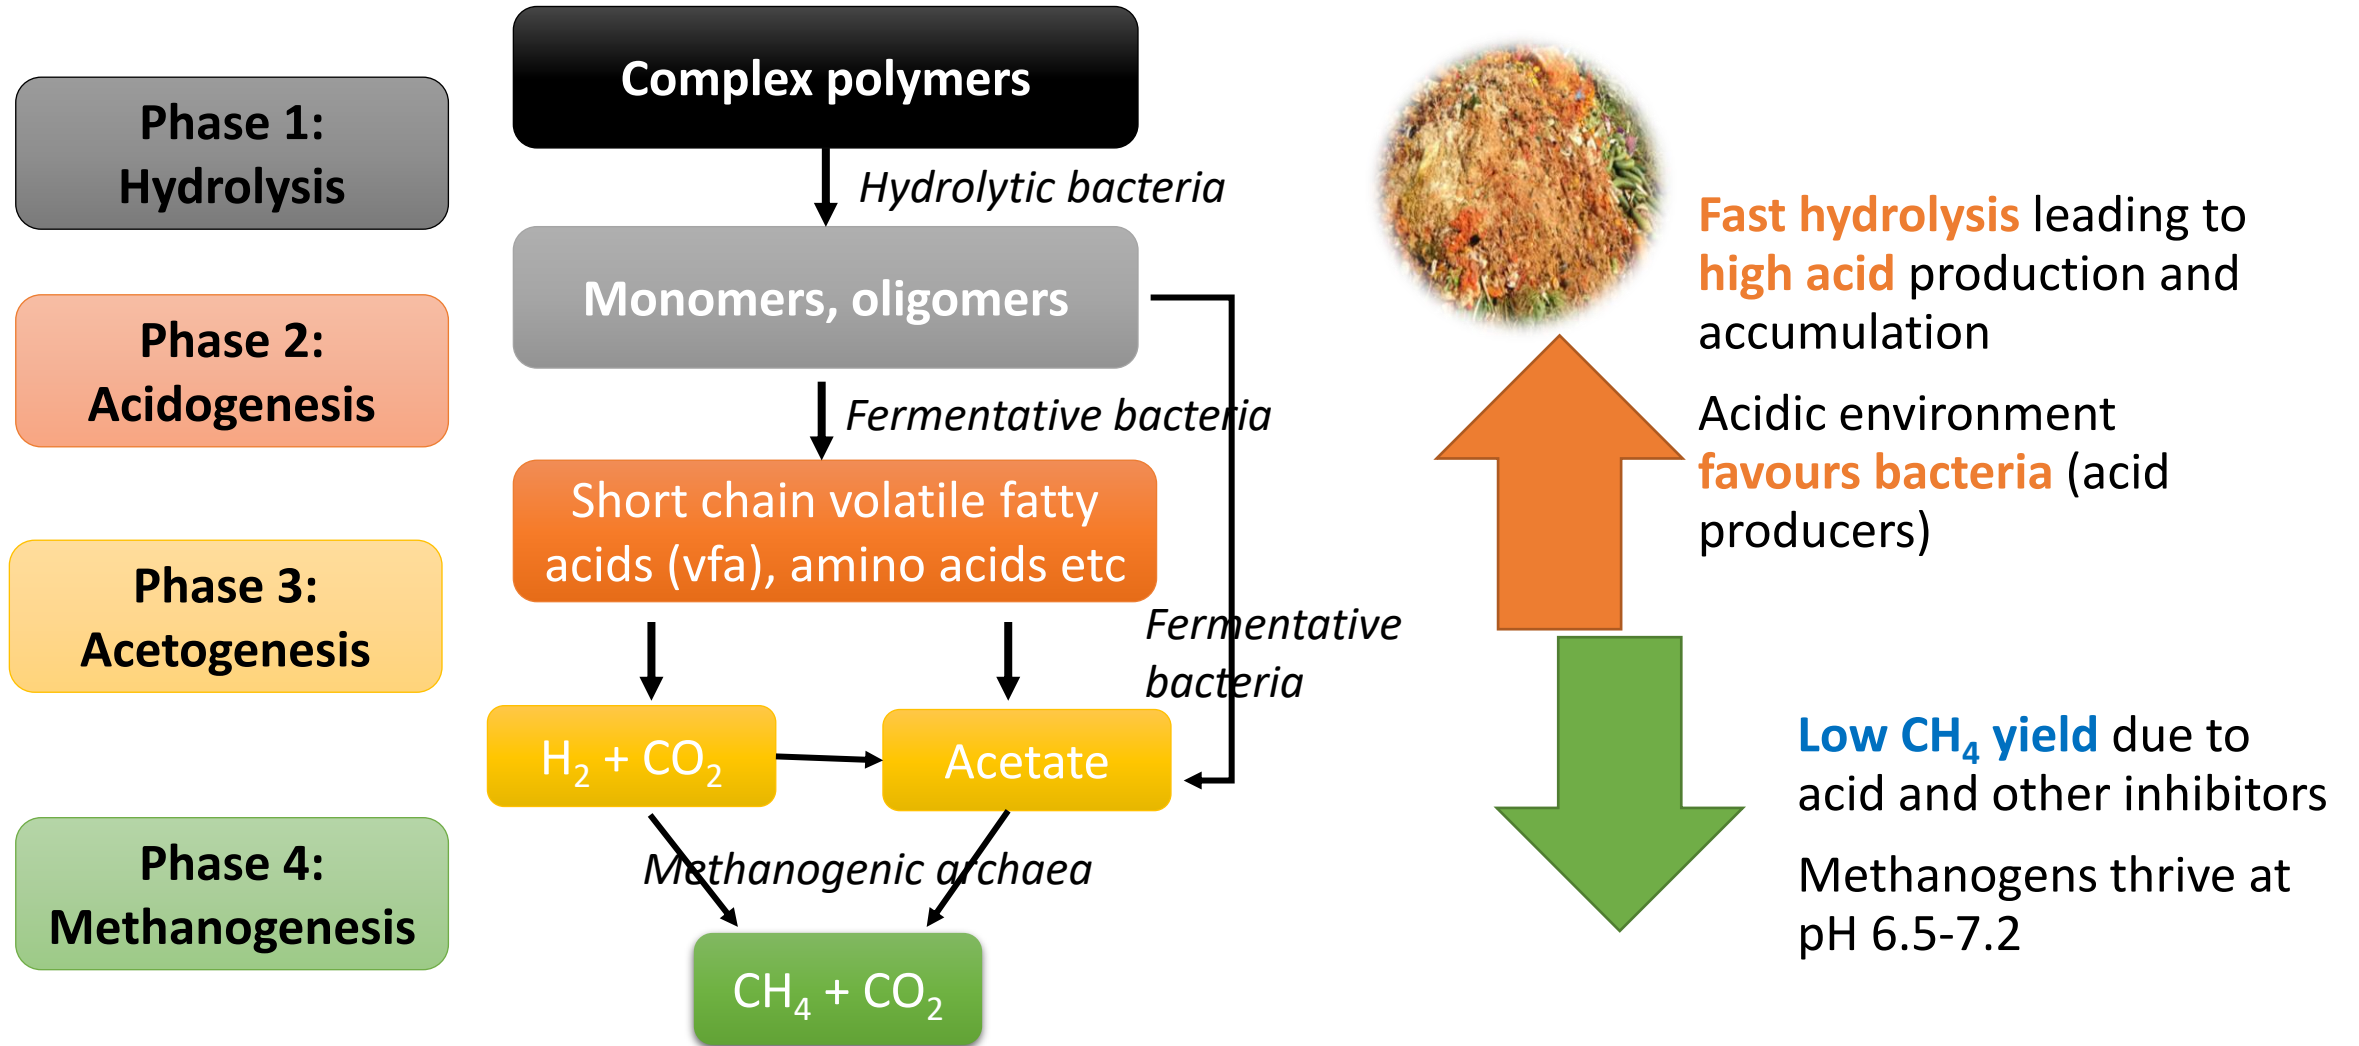 Phase 1:
Hydrolysis
Phase 2:
Acidogenesis
Phase 3:
Acetogenesis
Phase 4:
Methanogenesis
Complex polymers
Hydrolytic bacteria
Monomers, oligomers
Fermentative bacteria
Short chain volatile fatty
acids (vfa), amino acids etc
Fermentative
bacteria
H₂ + CO₂
Acetate
Methanogenic archaea
CH₄ + CO₂
Fast hydrolysis leading to
high acid production and
accumulation
Acidic environment
favours bacteria (acid
producers)
Low CH₄ yield due to
acid and other inhibitors
Methanogens thrive at
pH 6.5-7.2